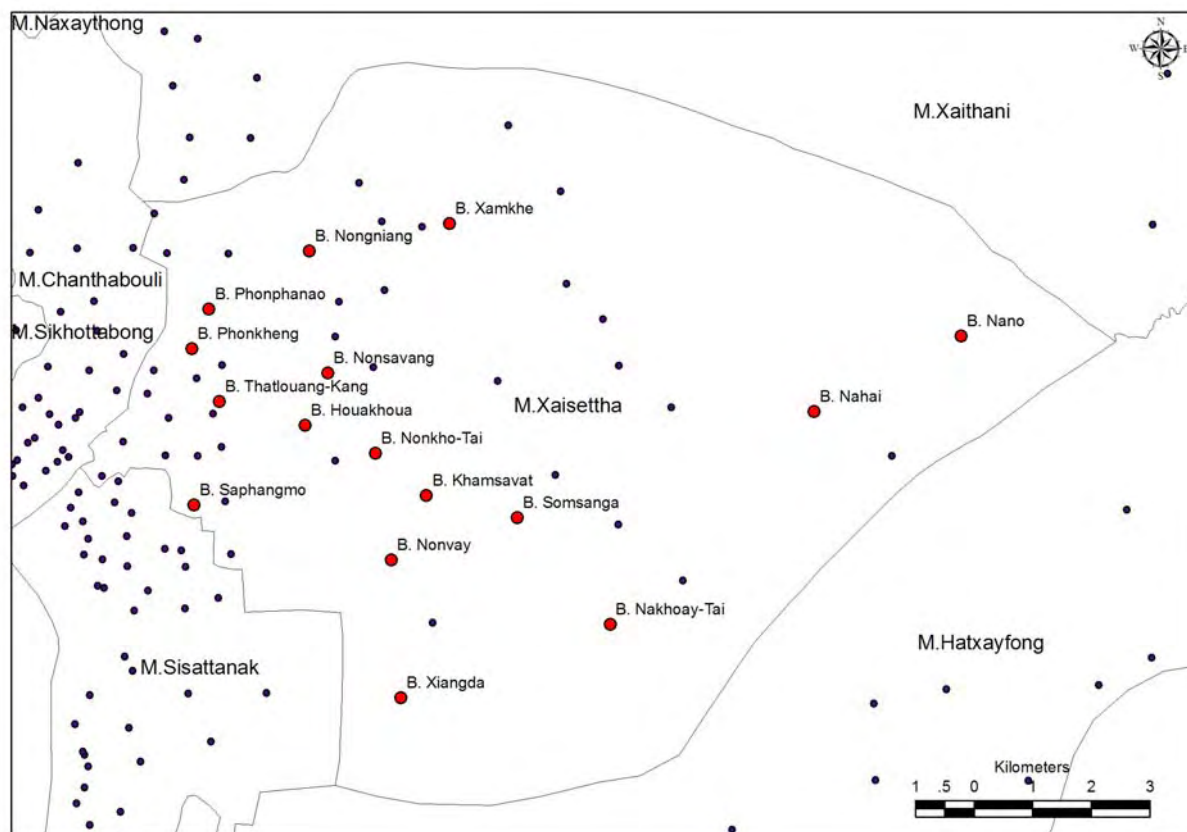 M.Naxaythong
N
W
E
S
M.Xaithani
B. Xamkhe
B. Nongniang
M.Chanthabouli
B. Phonphanao
M.Sikhottabong
B. Phonkheng
B. Nano
B. Nonsavang
B. Thatlouang-Kang
M.Xaisettha
B. Nahai
B. Houakhoua
B. Nonkho-Tai
B. Khamsavat
B. Saphangmo
B. Somsanga
B. Nonvay
B. Nakhoay-Tai
M.Hatxayfong
M.Sisattanak
B. Xiangda
Kilometers
1 .5 0 1 2 3